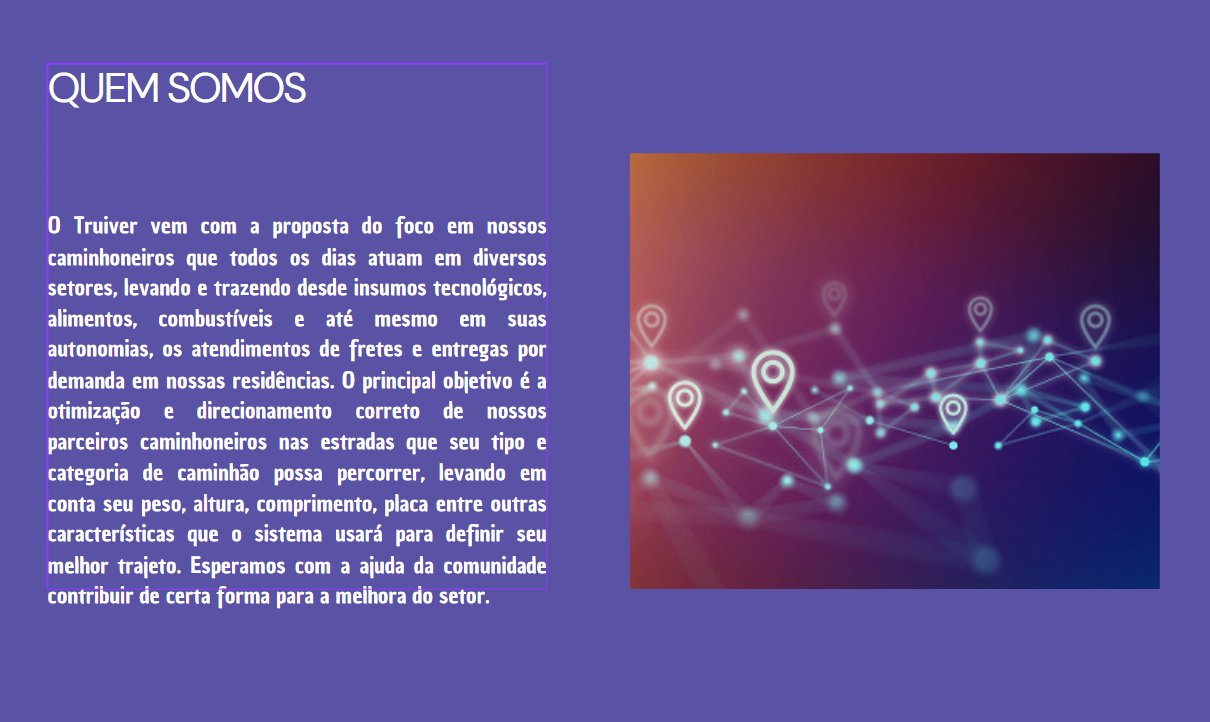 QUEM SOMOS
O Truiver vem com a proposta do foco em nossos
caminhoneiros que todos os dias atuam em diversos
setores, levando e trazendo desde insumos tecnológicos,
alimentos, combustíveis e até mesmo em suas
autonomias, os atendimentos de fretes e entregas por
demanda em nossas residências. O principal objetivo é a
otimização e direcionamento correto de nossos
parceiros caminhoneiros nas estradas que seu tipo e
categoria de caminhão possa percorrer, levando em
conta seu peso, altura, comprimento, placa entre outras
características que o sistema usará para definir seu
melhor trajeto. Esperamos com a ajuda da comunidade
contribuir de certa forma para a melhora do setor.